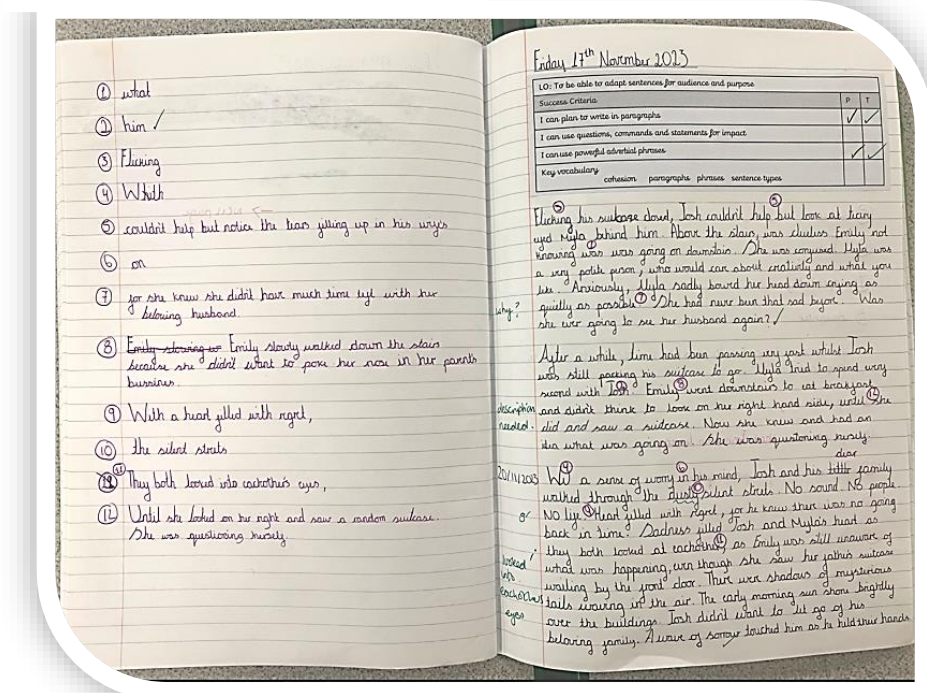 ① what
② him ✓
③ Flicking
④ Whith
⑤ couldn't help but notice the tears filling up in his
⑥ on
⑦ for she knew she didn't have much time left with her
beloving husband.
⑧ Emily slowly walked down the stairs
because she didn't want to poke her nose in her parents
bussines.
⑨ With a heart filled with regret,
⑩ the silent streets
⑪ They both looked into eachother's eyes,
⑫ Until she looked on her right and saw a random suitcase.
She was questioning herself.
Friday 17th November 2023
LO: To be able to adapt sentences for audience and purpose
Success Criteria P T
I can plan to write in paragraphs ✓ ✓
I can use questions, commands and statements for impact
I can use powerful adverbial phrases ✓ ✓
Key vocabulary
cohesion paragraphs phrases sentence types
③ ⑤
Flicking his suitcase closed, Josh couldn't help but look at teary
eyed Myla behind him. Above the stairs, was clueless Emily not
knowing was was going on downstairs. She was confused. Myla was
a very polite person, who would care about creativity and what you
like. Anxiously, Myla sadly bowed her head down crying as
why? quietly as possible ⑦ She had never been that sad before. Was
she ever going to see her husband again? ✓
After a while, time had been passing very fast whilst Josh
was still packing his suitcase to go. Myla tried to spend every
second with Josh. Emily ⑧ went downstairs to eat breakfast
description and didn't think to look on her right hand side, until ⑫ she
needed. did and saw a suitcase. Now she knew and had an
idea what was going on. She was questioning herself.
dear
20/11/2023 a sense of worry ⑥ in his mind, Josh and his little family
walked through the dusty silent streets. No sound. No people.
No life. Heart filled with regret, for he knew there was no going
back in time. Sadness filled Josh and Myla's head as
they both looked at eachother, as Emily was still unaware of
looked what was happening, even though she saw her father's suitcase
into waiting by the front door. There were shadows of mysterious
eachothers tails waving in the air. The early morning sun shone brightly
eyes over the buildings. Josh didn't want to let go of his
beloving family. A wave of sorrow touched him as he held their hands